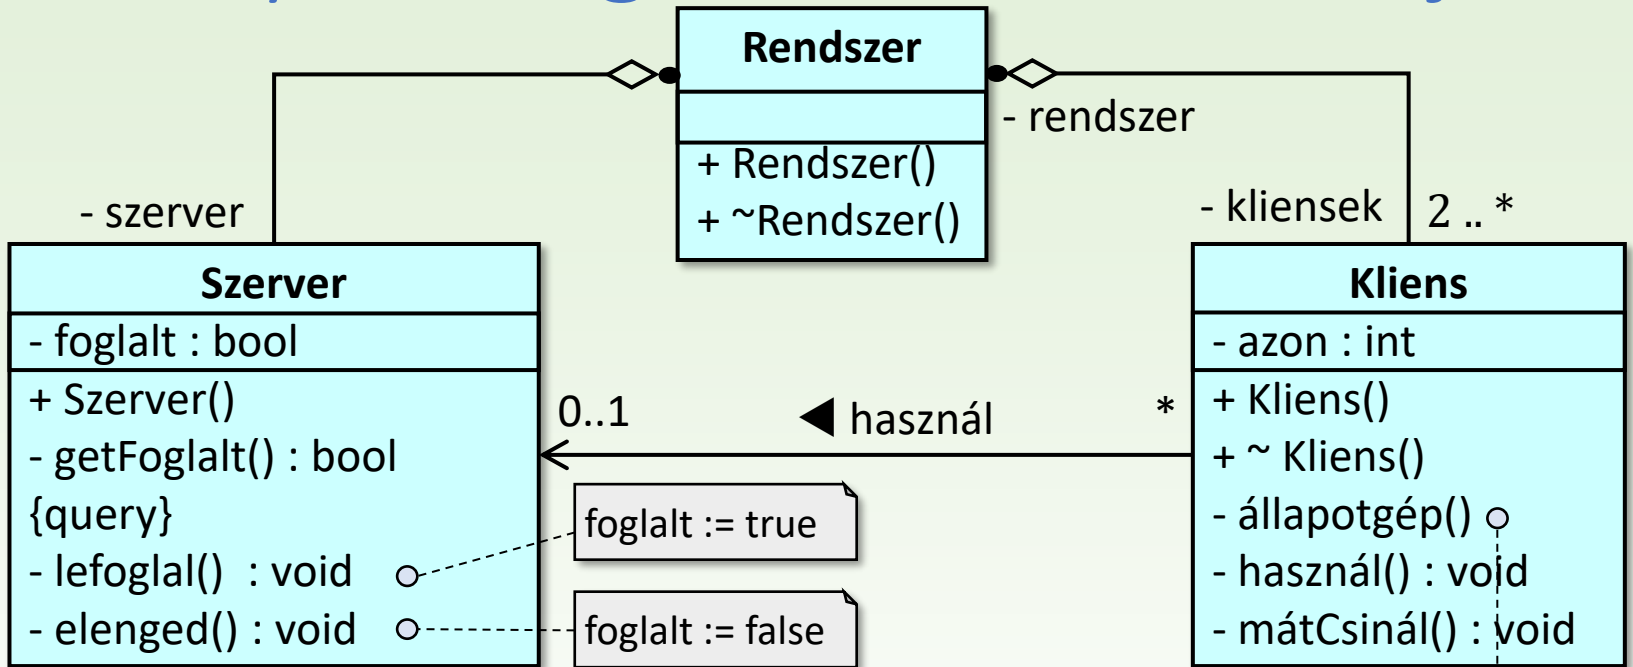 Rendszer
- rendszer
+ Rendszer()
+ ~Rendszer()
- szerver
- kliensek
2 .. *
Szerver
- foglalt : bool
+ Szerver()
- getFoglalt() : bool
{query}
- lefoglal() : void
- elenged() : void
0..1
◀ használ
*
foglalt := true
foglalt := false
Kliens
- azon : int
+ Kliens()
+ ~ Kliens()
- állapotgép()
- használ() : void
- mátCsinál() : void